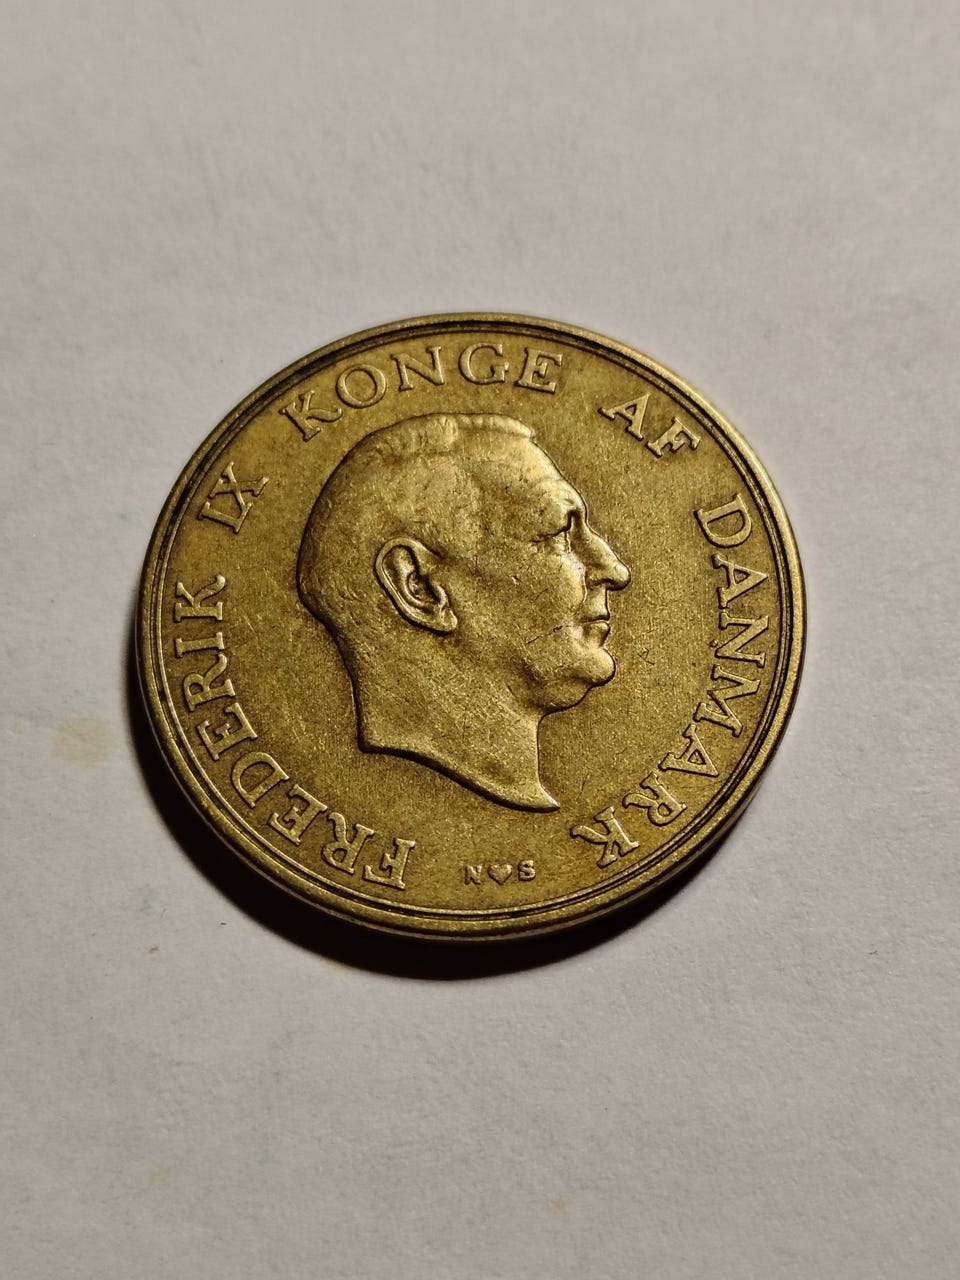 FREDERIK IX KONGE AF DANMARK
N♥S